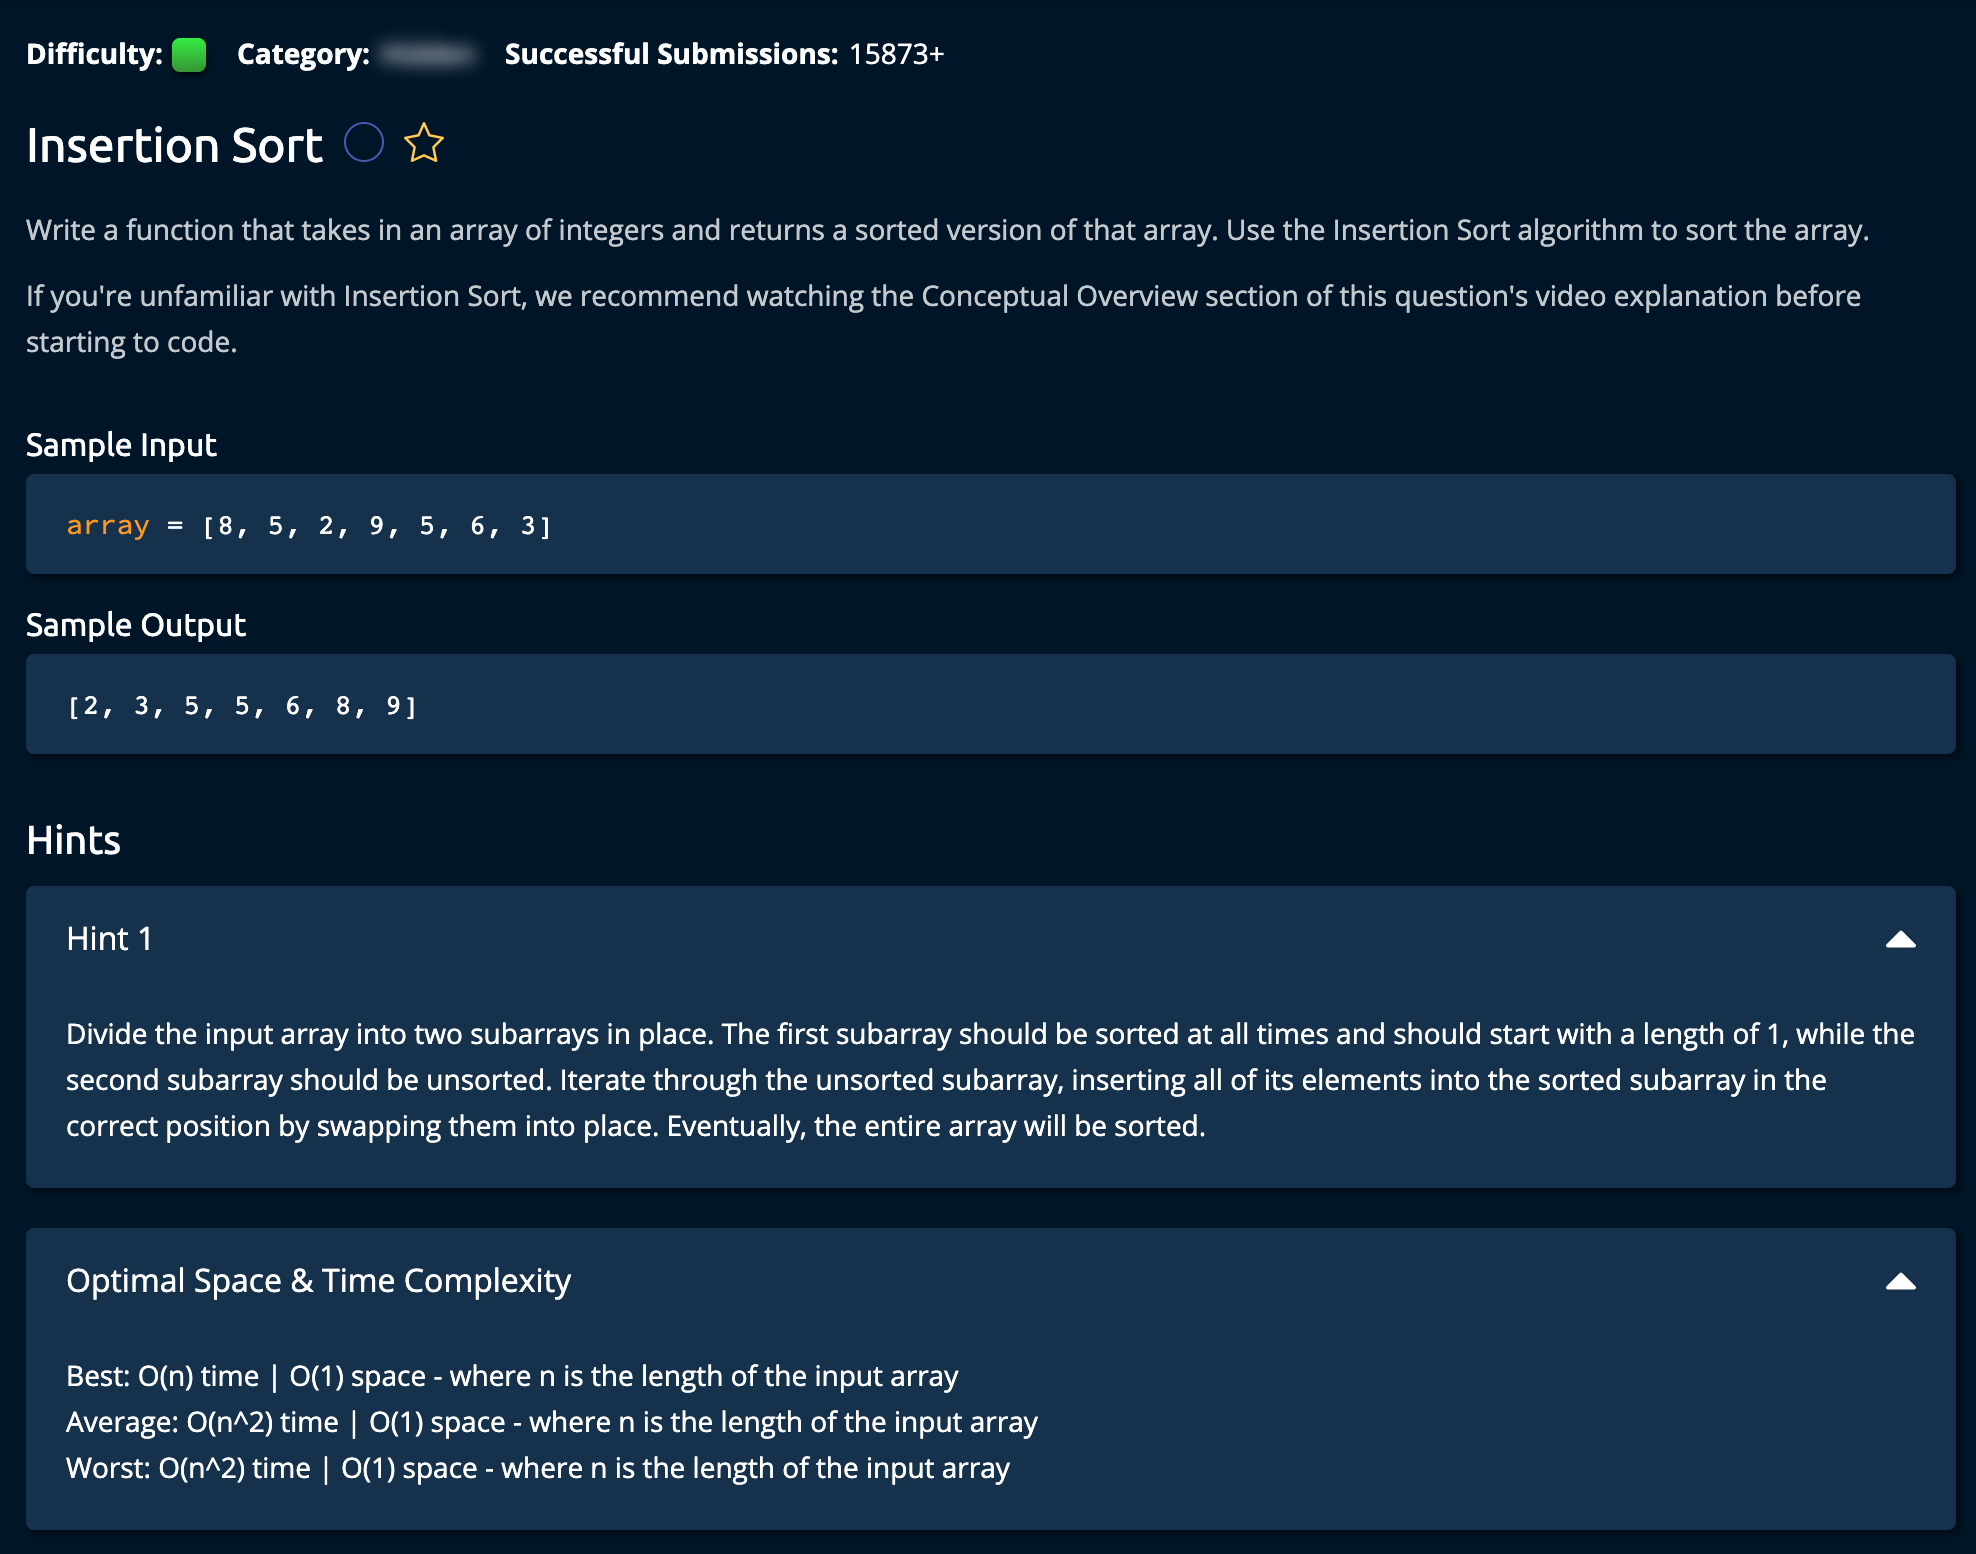 Difficulty: Category: Successful Submissions: 15873+
Insertion Sort
Write a function that takes in an array of integers and returns a sorted version of that array. Use the Insertion Sort algorithm to sort the array.
If you're unfamiliar with Insertion Sort, we recommend watching the Conceptual Overview section of this question's video explanation before
starting to code.
Sample Input
array = [8, 5, 2, 9, 5, 6, 3]
Sample Output
[2, 3, 5, 5, 6, 8, 9]
Hints
Hint 1
Divide the input array into two subarrays in place. The first subarray should be sorted at all times and should start with a length of 1, while the
second subarray should be unsorted. Iterate through the unsorted subarray, inserting all of its elements into the sorted subarray in the
correct position by swapping them into place. Eventually, the entire array will be sorted.
Optimal Space & Time Complexity
Best: O(n) time | O(1) space - where n is the length of the input array
Average: O(n^2) time | O(1) space - where n is the length of the input array
Worst: O(n^2) time | O(1) space - where n is the length of the input array